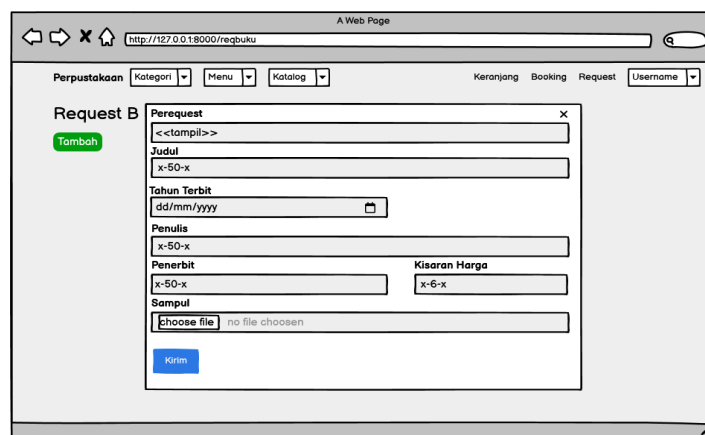 A Web Page
http://127.0.0.1:8000/reqbuku
Perpustakaan Kategori Menu Katalog Keranjang Booking Request Username
Request B
Tambah
Perequest
<<tampil>>
Judul
x-50-x
Tahun Terbit
dd/mm/yyyy
Penulis
x-50-x
Penerbit Kisaran Harga
x-50-x x-6-x
Sampul
choose file no file choosen
Kirim